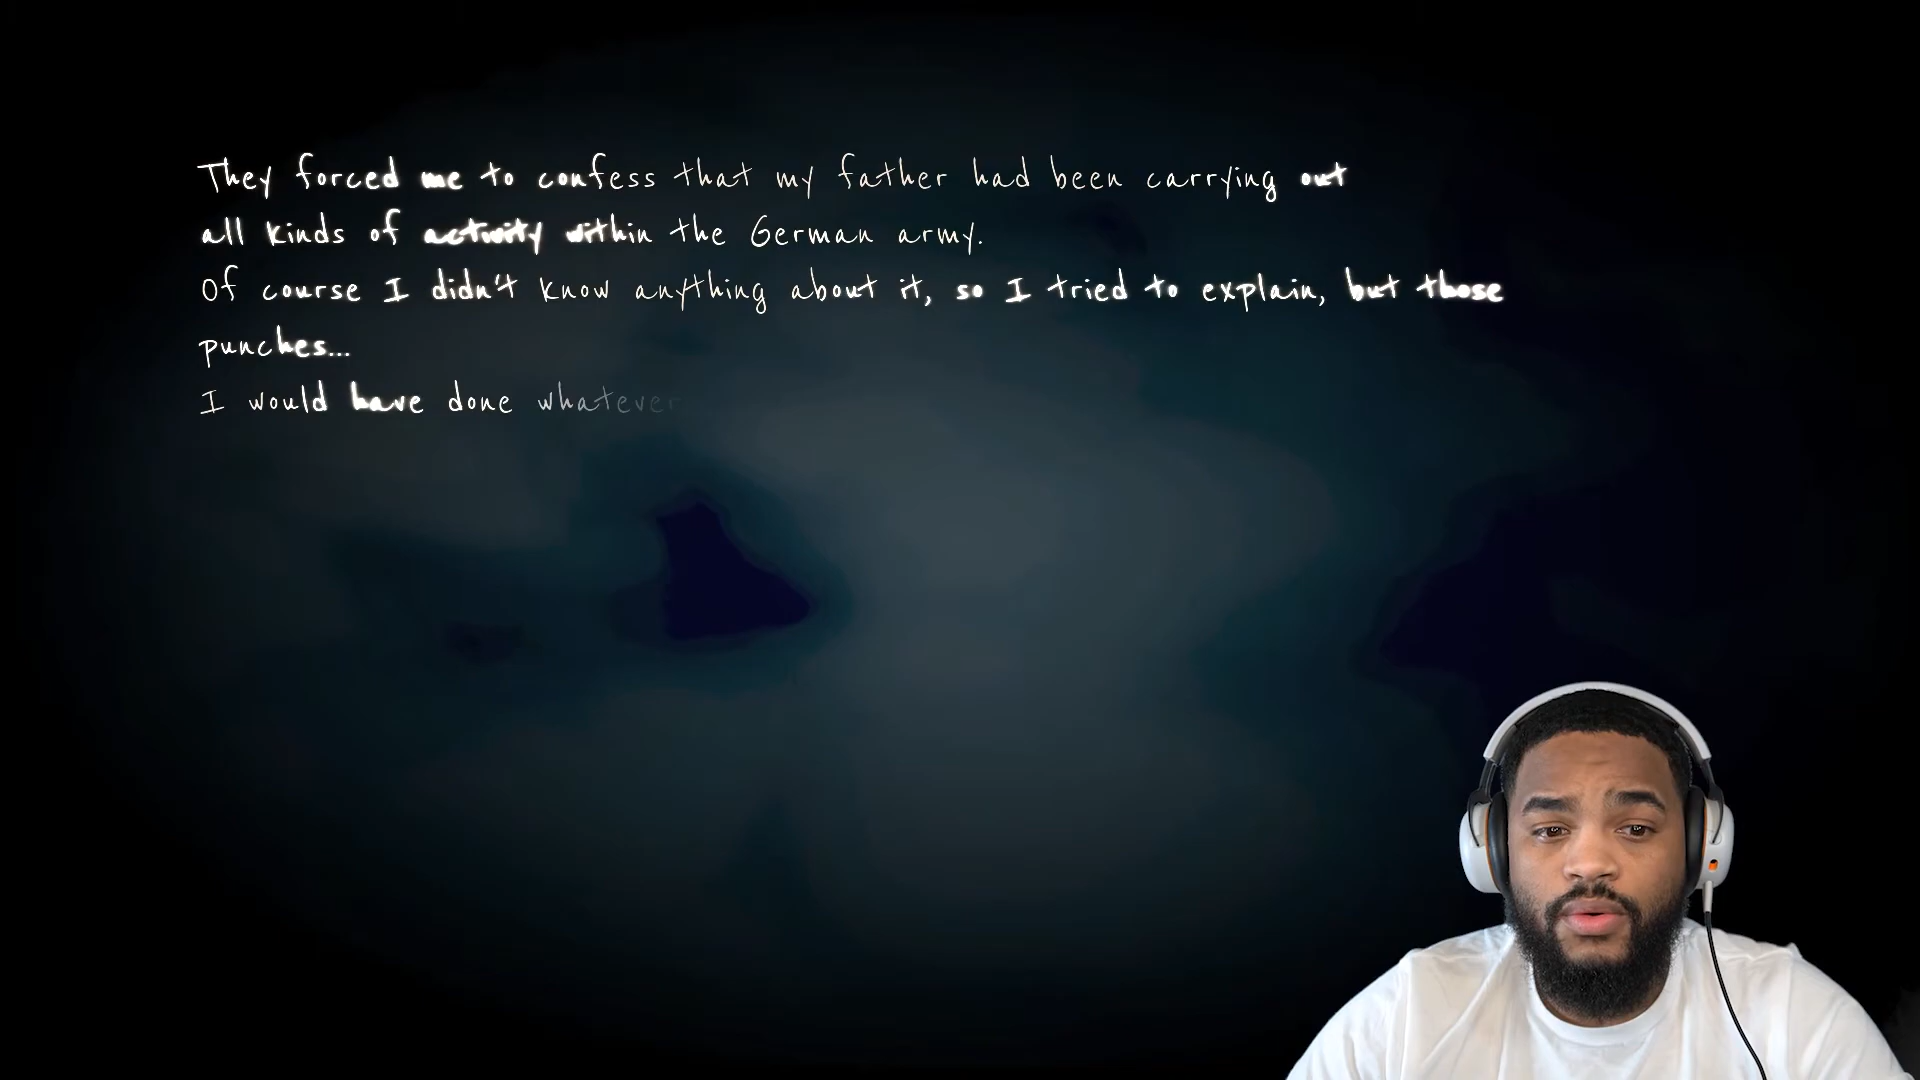 They forced me to confess that my father had been carrying out
all kinds of activity within the German army.
Of course I didn't know anything about it, so I tried to explain, but those
punches...
I would have done whatever